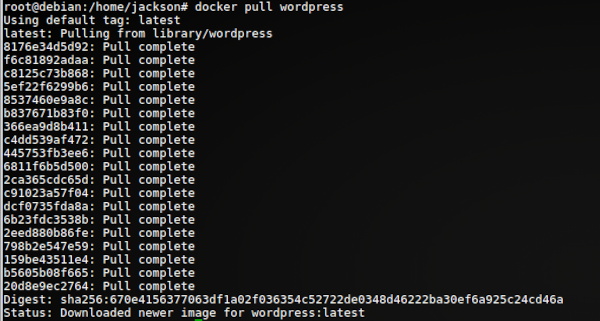 root@debian:/home/jackson# docker pull wordpress
Using default tag: latest
latest: Pulling from library/wordpress
8176e34d5d92: Pull complete
f6c81892adaa: Pull complete
c8125c73b868: Pull complete
5ef22f6299b6: Pull complete
8537460e9a8c: Pull complete
b837671b83f0: Pull complete
366ea9d8b411: Pull complete
c4dd539af472: Pull complete
445753fb3ee6: Pull complete
6811f6b5d500: Pull complete
2ca365cdc65d: Pull complete
c91023a57f04: Pull complete
dcf0735fda8a: Pull complete
6b23fdc3538b: Pull complete
2eed880b86fe: Pull complete
798b2e547e59: Pull complete
159be43511e4: Pull complete
b5605b08f665: Pull complete
20d8e9ec2764: Pull complete
Digest: sha256:670e4156377063df1a02f036354c52722de0348d46222ba30ef6a925c24cd46a
Status: Downloaded newer image for wordpress:latest